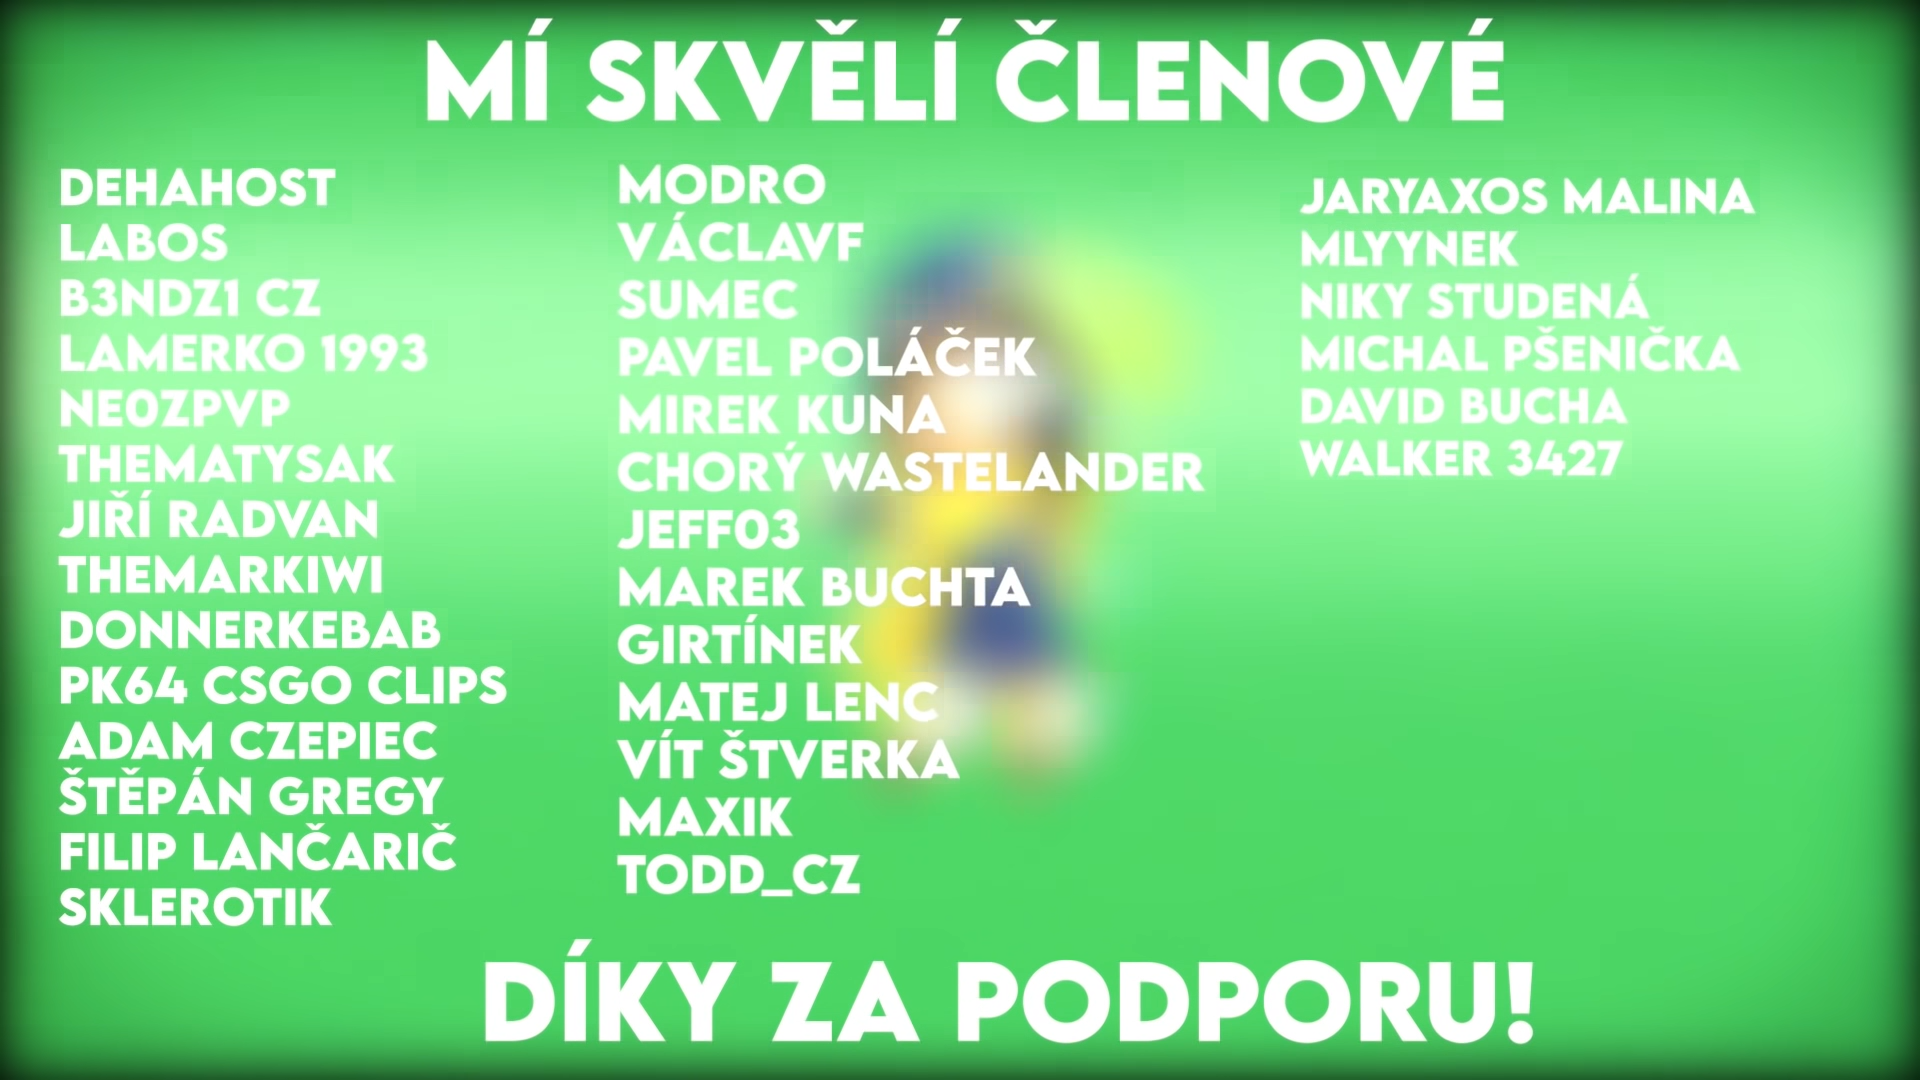 MÍ SKVĚLÍ ČLENOVÉ
DEHAHOST
LABOS
B3NDZ1 CZ
LAMERKO 1993
NE0ZPVP
THEMATYSAK
JIŘÍ RADVAN
THEMARKIWI
DONNERKEBAB
PK64 CSGO CLIPS
ADAM CZEPIEC
ŠTĚPÁN GREGY
FILIP LANČARIČ
SKLEROTIK
MODRO
VÁCLAVF
SUMEC
PAVEL POLÁČEK
MIREK KUNA
CHORÝ WASTELANDER
JEFF03
MAREK BUCHTA
GIRTÍNEK
MATEJ LENC
VÍT ŠTVERKA
MAXIK
TODD_CZ
JARYAXOS MALINA
MLYYNEK
NIKY STUDENÁ
MICHAL PŠENIČKA
DAVID BUCHA
WALKER 3427
DÍKY ZA PODPORU!